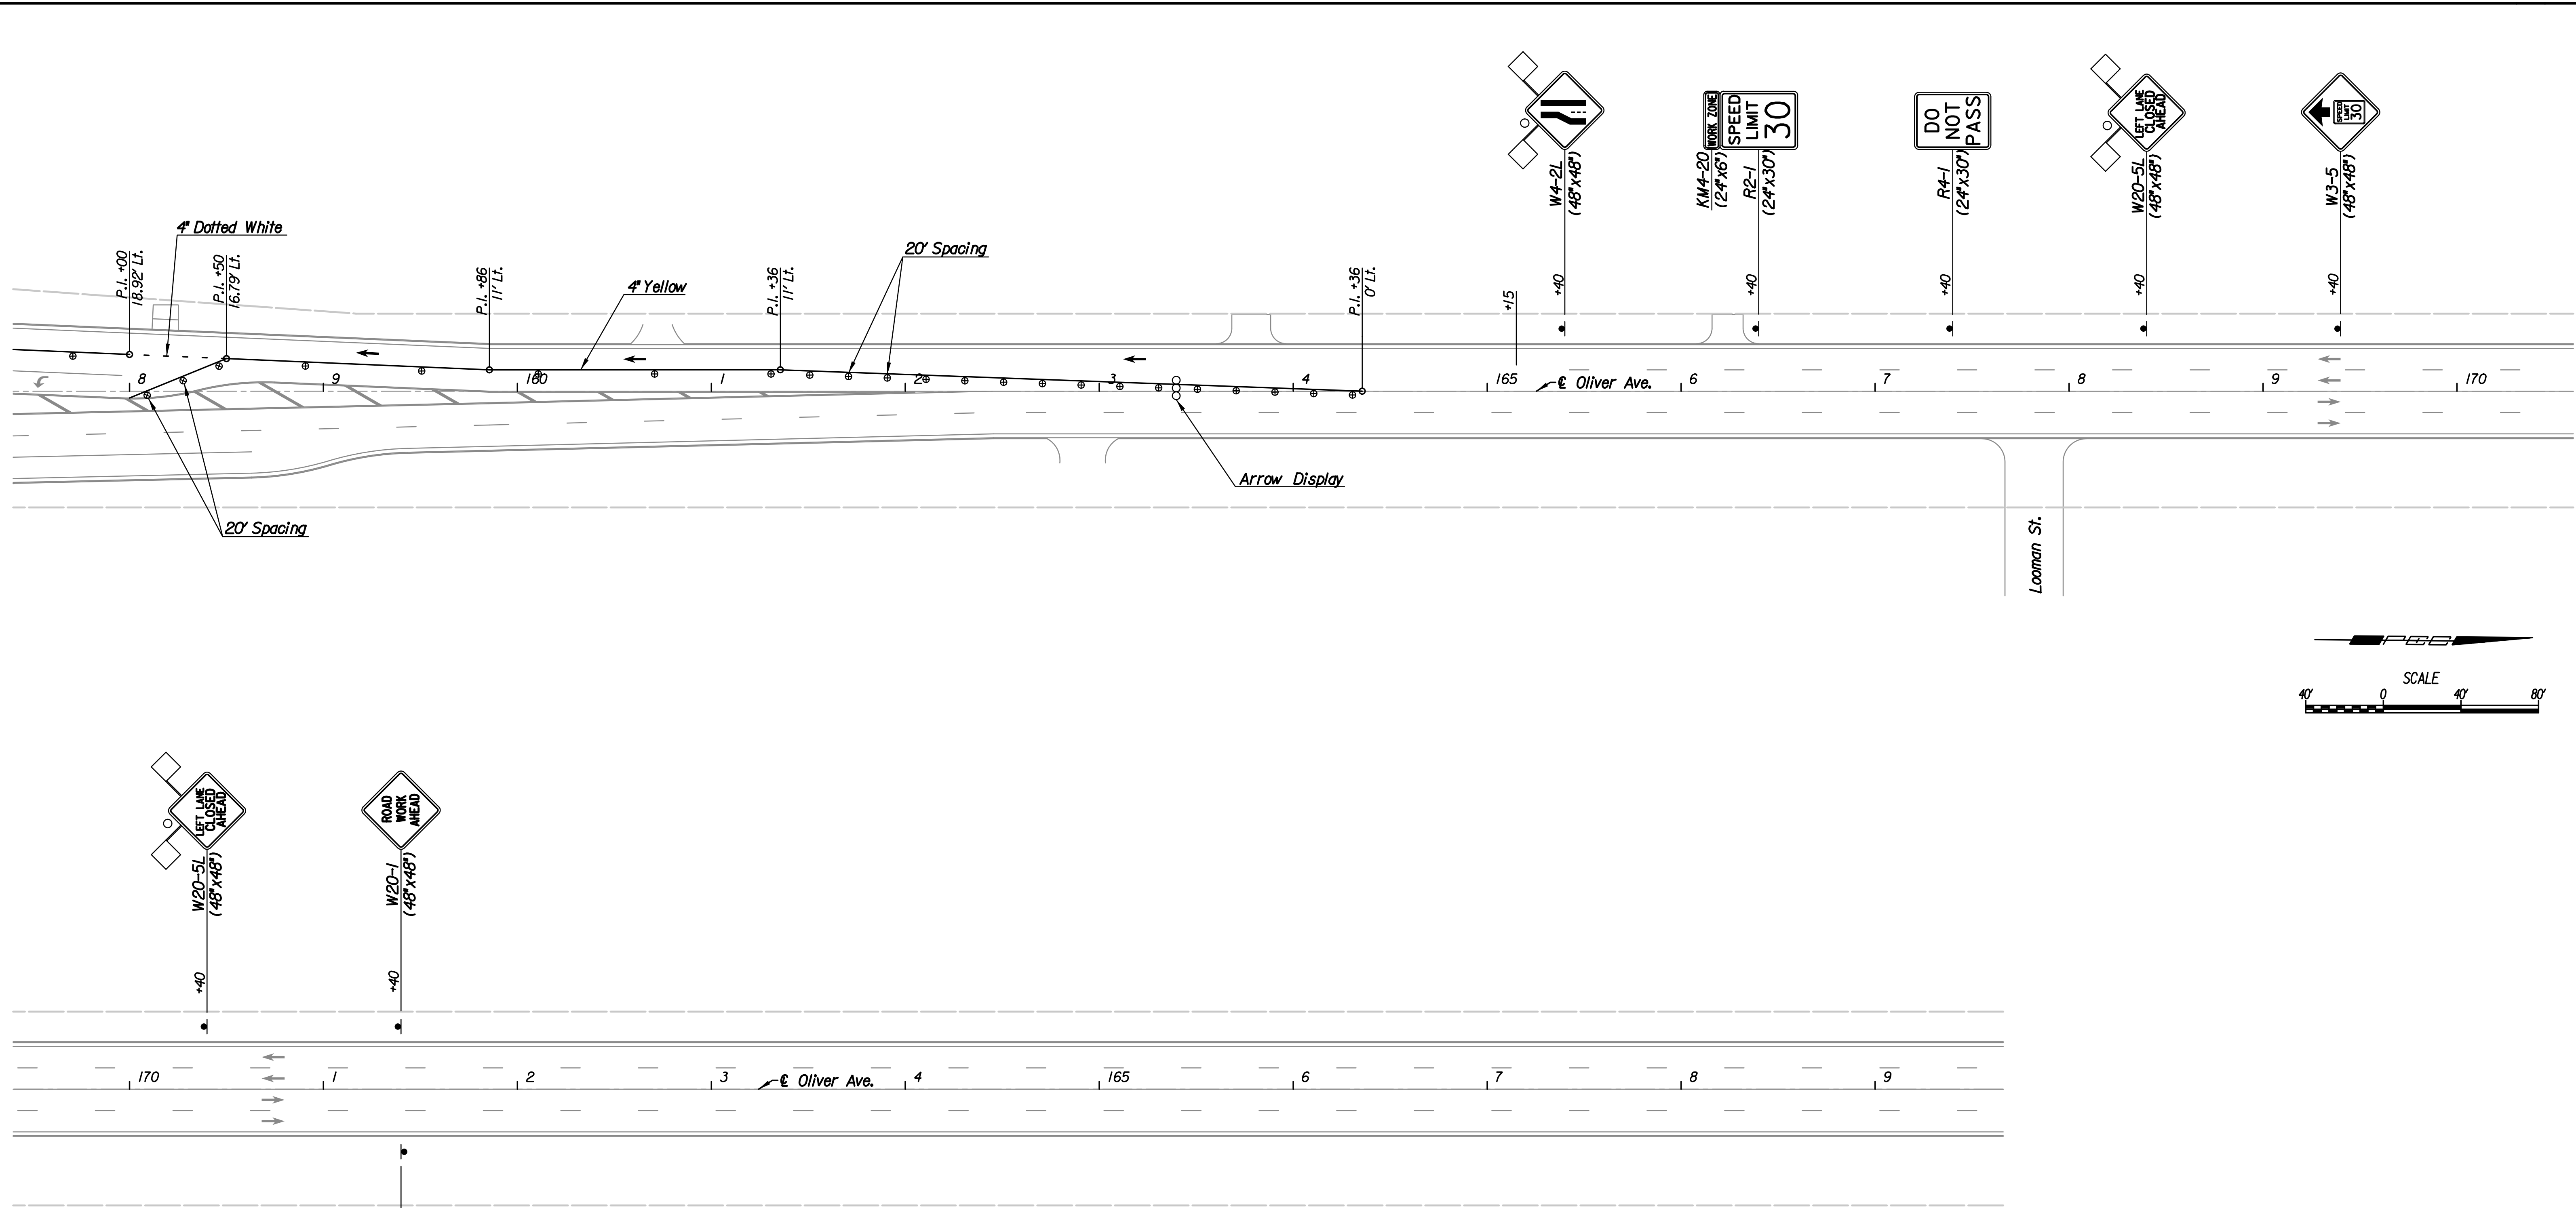 4" Dotted White
P.I. +00
18.92' Lt.
P.I. +50
16.79' Lt.
P.I. +86
11' Lt.
4" Yellow
P.I. +36
11' Lt.
20' Spacing
P.I. +36
0' Lt.
+15
W4-2L
(48"x48")
+40
WORK ZONE
SPEED
LIMIT
30
KM4-20
(24"x6")
R2-1
(24"x30")
+40
DO
NOT
PASS
R4-1
(24"x30")
+40
LEFT LANE
CLOSED
AHEAD
W20-5L
(48"x48")
+40
SPEED
LIMIT
30
W3-5
(48"x48")
+40
8 9 160 1 2 3 4 165 ℄ Oliver Ave. 6 7 8 9 170
20' Spacing
Arrow Display
Looman St.
SCALE
40' 0 40' 80'
LEFT LANE
CLOSED
AHEAD
W20-5L
(48"x48")
+40
ROAD
WORK
AHEAD
W20-1
(48"x48")
+40
170 1 2 3 ℄ Oliver Ave. 4 165 6 7 8 9